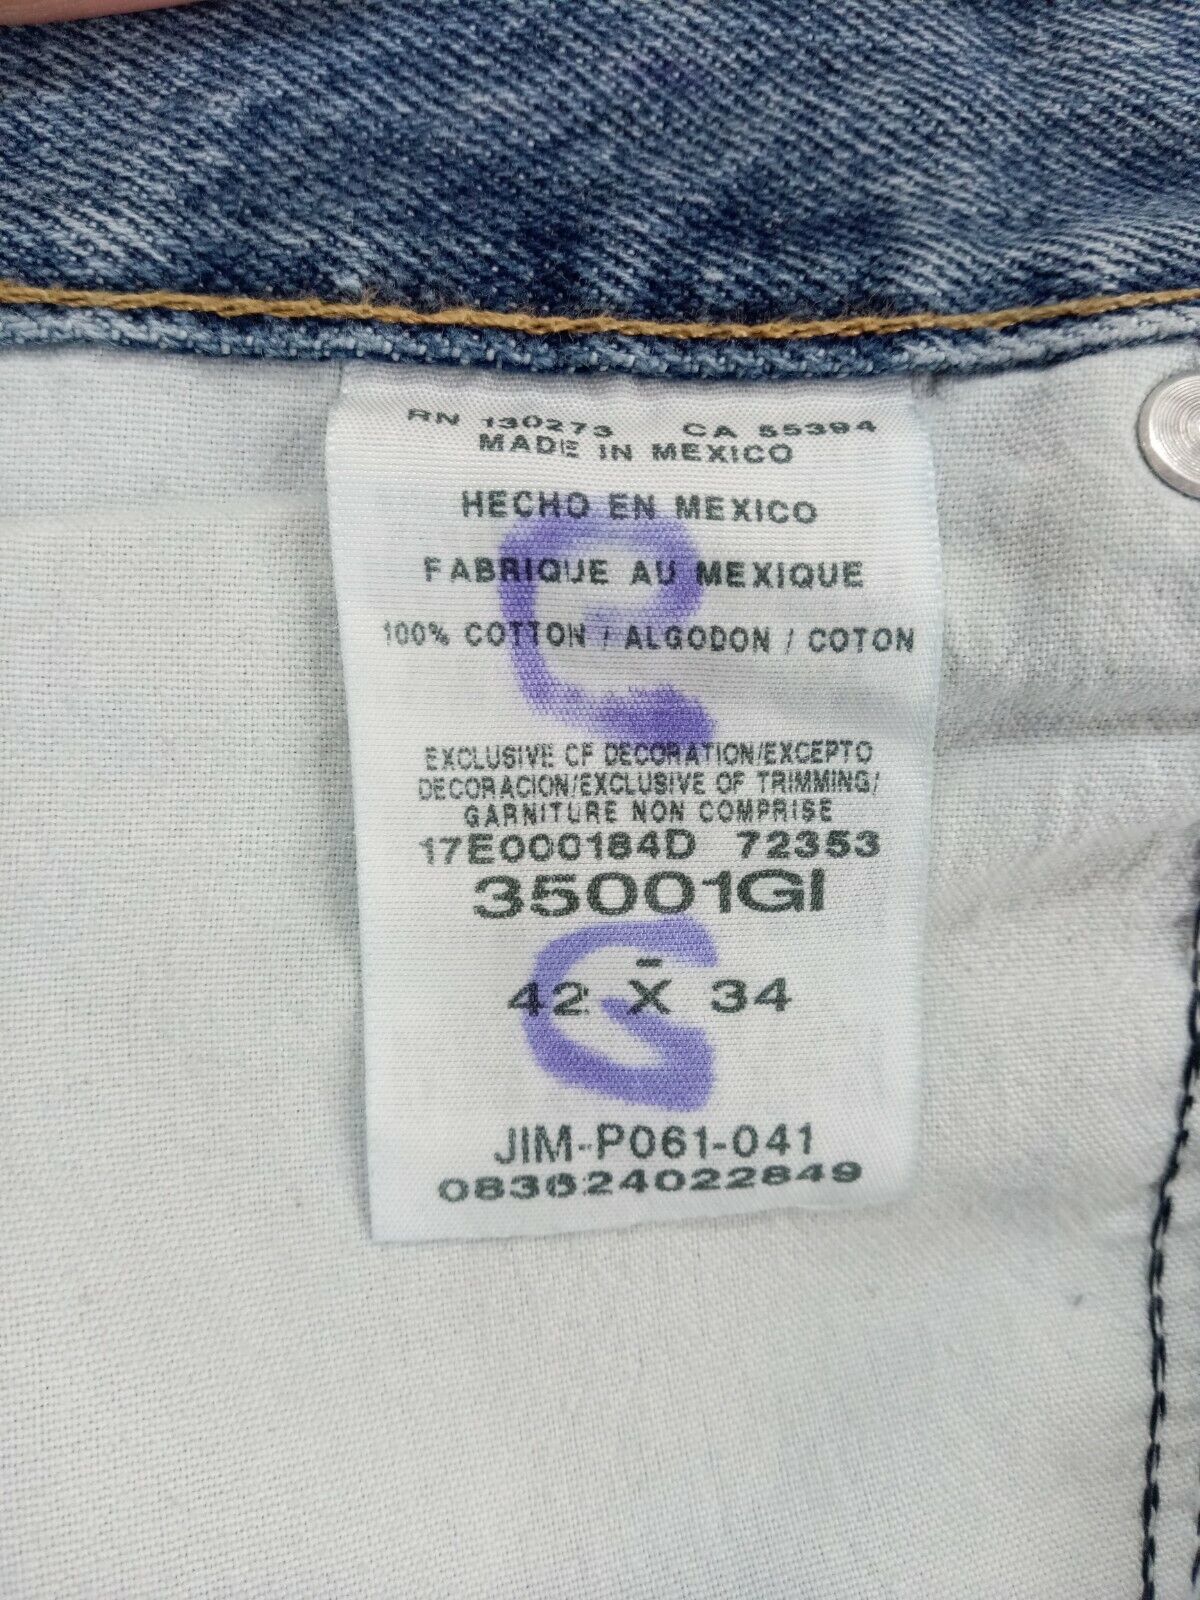 RN 130273 CA 55394
MADE IN MEXICO
HECHO EN MEXICO
FABRIQUE AU MEXIQUE
100% COTTON / ALGODON / COTON
EXCLUSIVE OF DECORATION/EXCEPTO
DECORACION/EXCLUSIVE OF TRIMMING/
GARNITURE NON COMPRISE
17E000184D 72353
35001GI
42 X 34
JIM-P061-041
083624022849